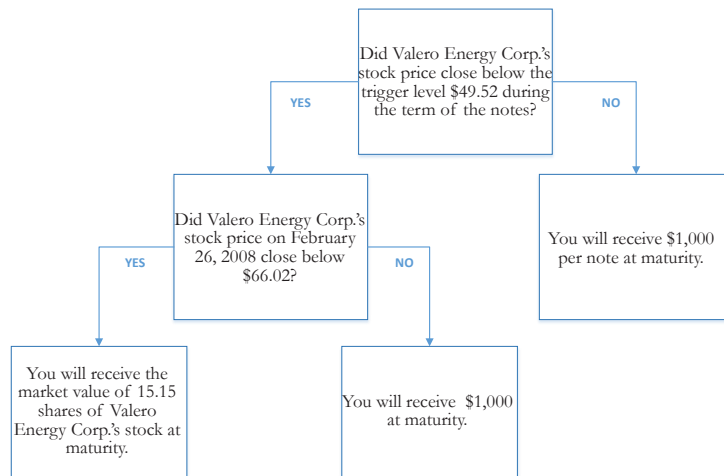 Did Valero Energy Corp.'s
stock price close below the
trigger level $49.52 during
the term of the notes?
YES
NO
Did Valero Energy Corp.'s
stock price on February
26, 2008 close below
$66.02?
You will receive $1,000
per note at maturity.
YES
NO
You will receive the
market value of 15.15
shares of Valero
Energy Corp.'s stock at
maturity.
You will receive $1,000
at maturity.